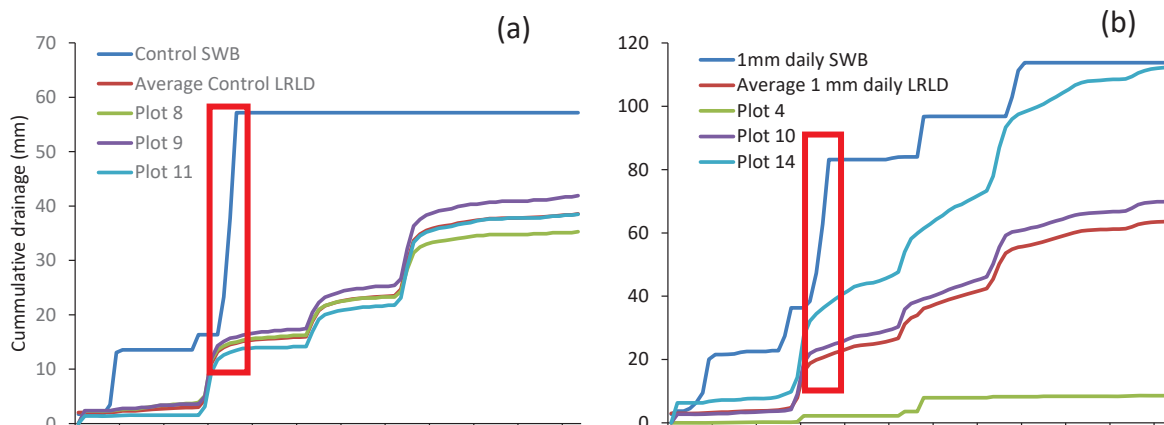 (a)
70
60
50
40
30
20
10
0
Cummulative drainage (mm)
Control SWB
Average Control LRLD
Plot 8
Plot 9
Plot 11
(b)
120
100
80
60
40
20
0
1mm daily SWB
Average 1 mm daily LRLD
Plot 4
Plot 10
Plot 14